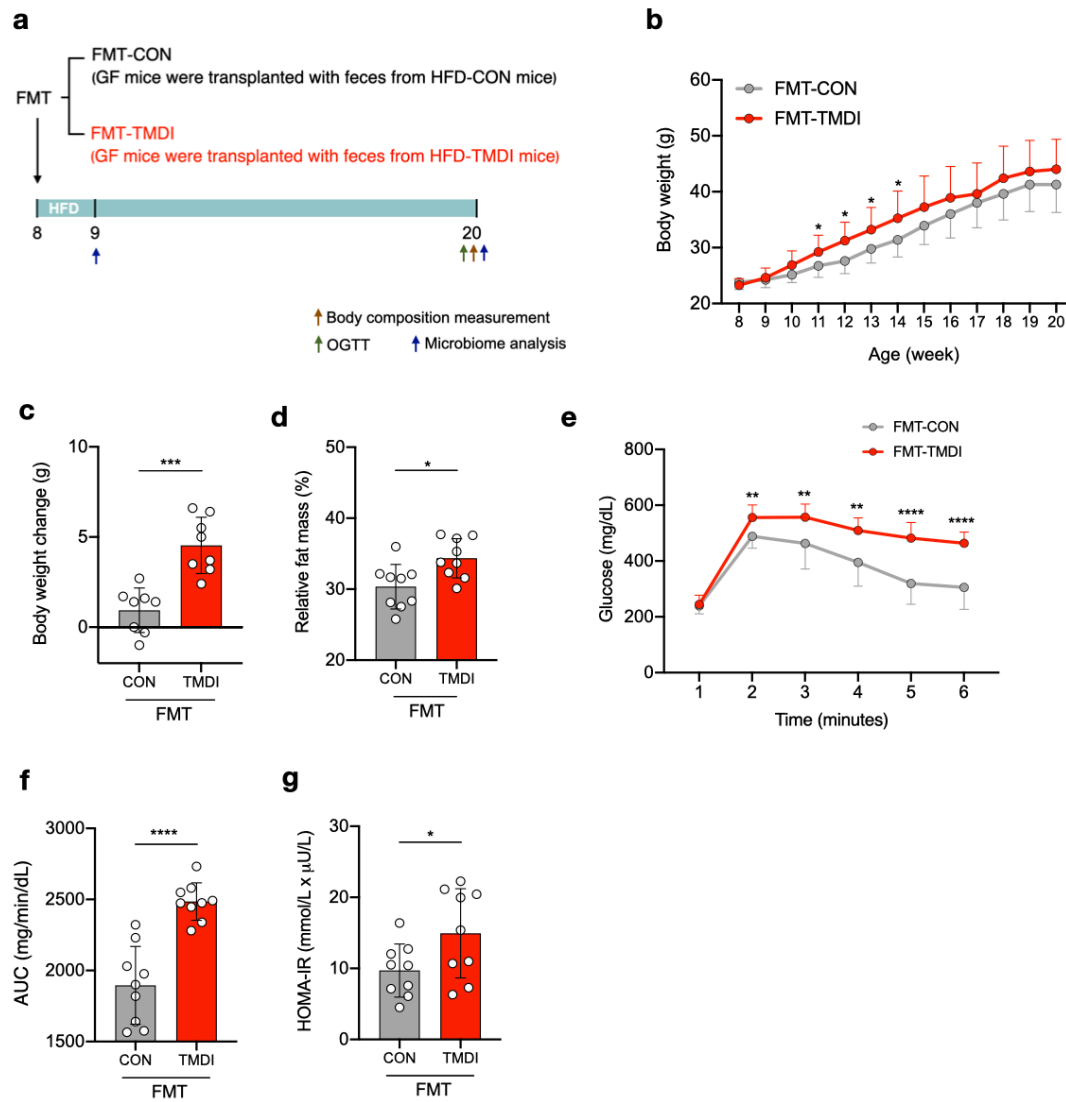 a
FMT-CON
(GF mice were transplanted with feces from HFD-CON mice)
FMT
FMT-TMDI
(GF mice were transplanted with feces from HFD-TMDI mice)
HFD
8 9 20
Body composition measurement
OGTT Microbiome analysis
b
FMT-CON
FMT-TMDI
Body weight (g)
60
50
40
30
20
* * * *
8 9 10 11 12 13 14 15 16 17 18 19 20
Age (week)
c
Body weight change (g)
10
5
0
***
CON TMDI
FMT
d
Relative fat mass (%)
50
40
30
20
*
CON TMDI
FMT
e
FMT-CON
FMT-TMDI
Glucose (mg/dL)
800
600
400
200
0
** ** ** **** ****
1 2 3 4 5 6
Time (minutes)
f
AUC (mg/min/dL)
3000
2500
2000
1500
****
CON TMDI
FMT
g
HOMA-IR (mmol/L x μU/L)
30
20
10
0
*
CON TMDI
FMT